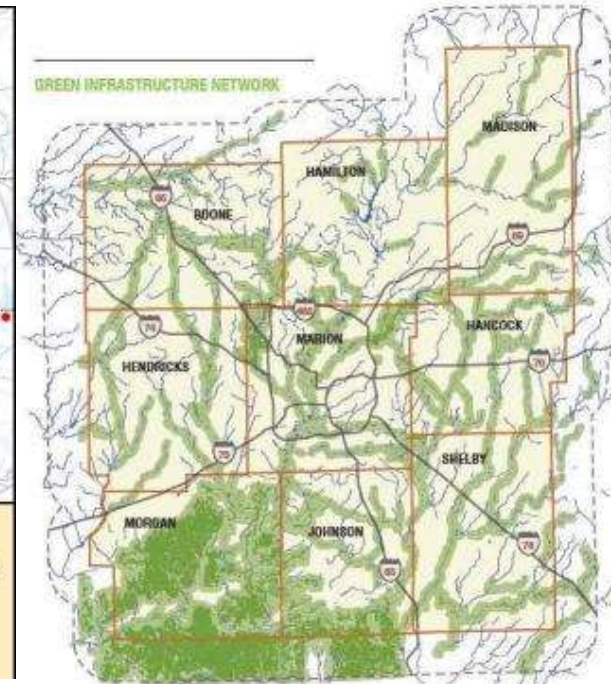 GREEN INFRASTRUCTURE NETWORK
MADISON
HAMILTON
65
BOONE
69
465
74
MARION
HANCOCK
HENDRICKS
70
70
SHELBY
MORGAN
JOHNSON
74
65